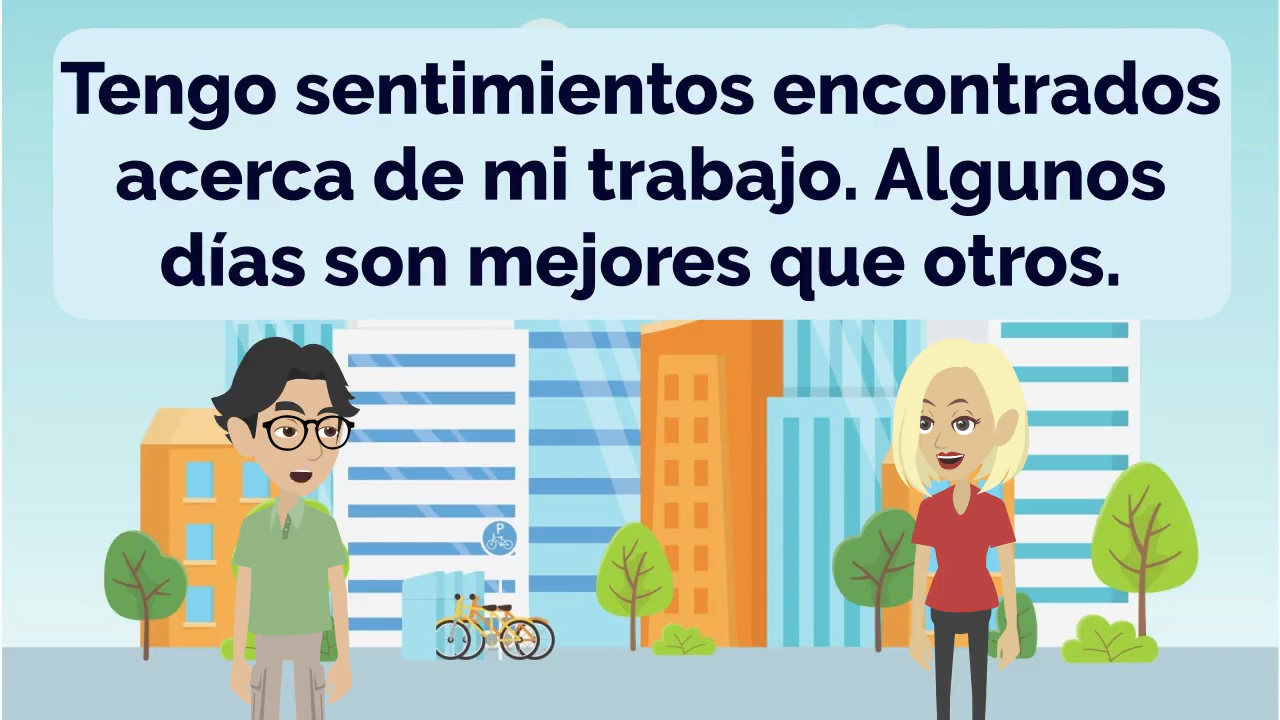 Tengo sentimientos encontrados
acerca de mi trabajo. Algunos
días son mejores que otros.
P